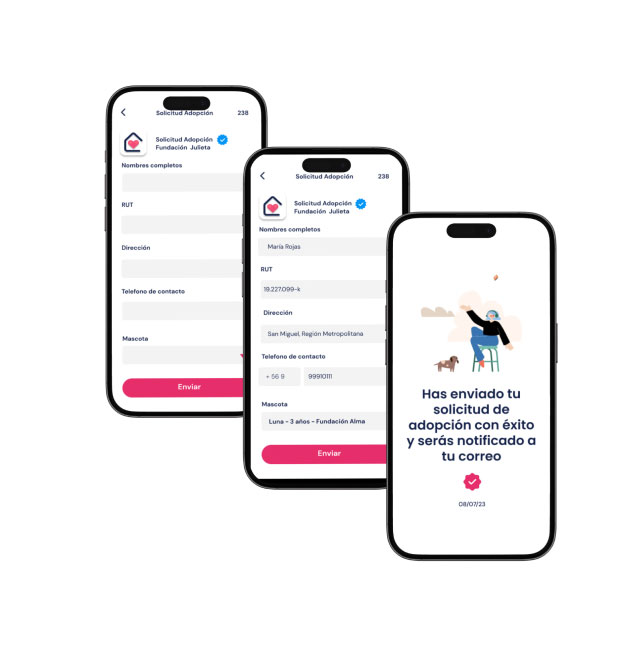 Solicitud Adopción 238
Solicitud Adopción
Fundación Julieta
Nombres completos
RUT
Dirección
Telefono de contacto
Mascota
Enviar
Solicitud Adopción 238
Solicitud Adopción
Fundación Julieta
Nombres completos
María Rojas
RUT
19.227.099-k
Dirección
San Miguel, Región Metropolitana
Telefono de contacto
+ 56 9 99910111
Mascota
Luna - 3 años - Fundación Alma
Enviar
Has enviado tu
solicitud de
adopción con éxito
y serás notificado a
tu correo
08/07/23